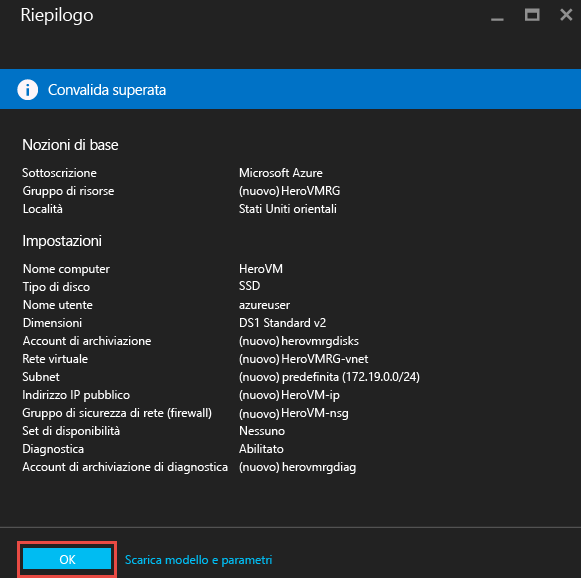 Riepilogo
Convalida superata
Nozioni di base
Sottoscrizione Microsoft Azure
Gruppo di risorse (nuovo) HeroVMRG
Località Stati Uniti orientali
Impostazioni
Nome computer HeroVM
Tipo di disco SSD
Nome utente azureuser
Dimensioni DS1 Standard v2
Account di archiviazione (nuovo) herovmrgdisks
Rete virtuale (nuovo) HeroVMRG-vnet
Subnet (nuovo) predefinita (172.19.0.0/24)
Indirizzo IP pubblico (nuovo) HeroVM-ip
Gruppo di sicurezza di rete (firewall) (nuovo) HeroVM-nsg
Set di disponibilità Nessuno
Diagnostica Abilitato
Account di archiviazione di diagnostica (nuovo) herovmrgdiag
OK Scarica modello e parametri